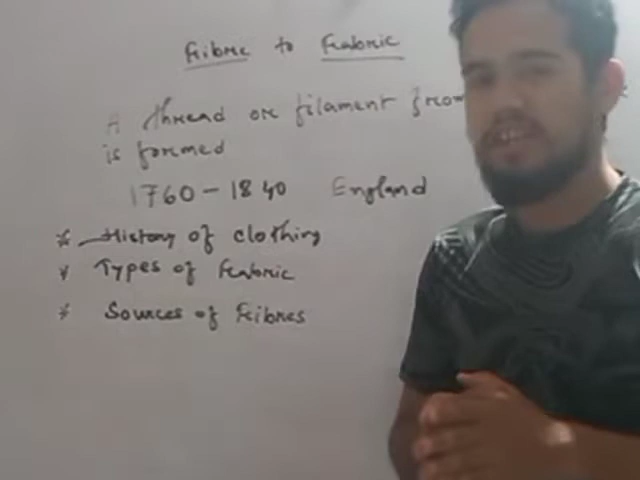 Fibre to Fabric
A thread or filament from
is formed
1760 - 1840 England
* History of clothing
* Types of Fabric
* Sources of Fibres